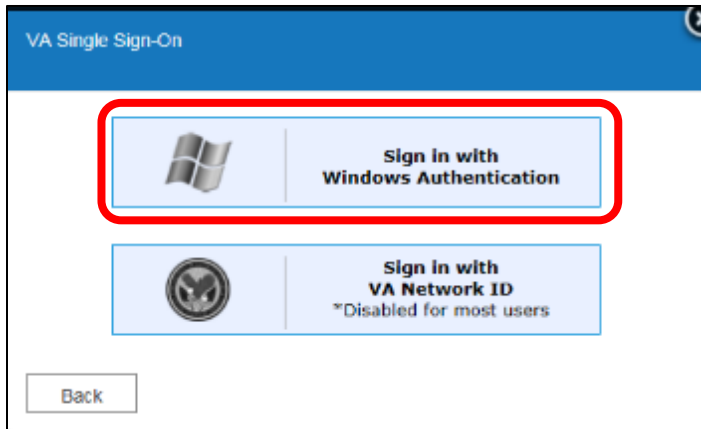 VA Single Sign-On
Sign in with
Windows Authentication
Sign in with
VA Network ID
*Disabled for most users
Back